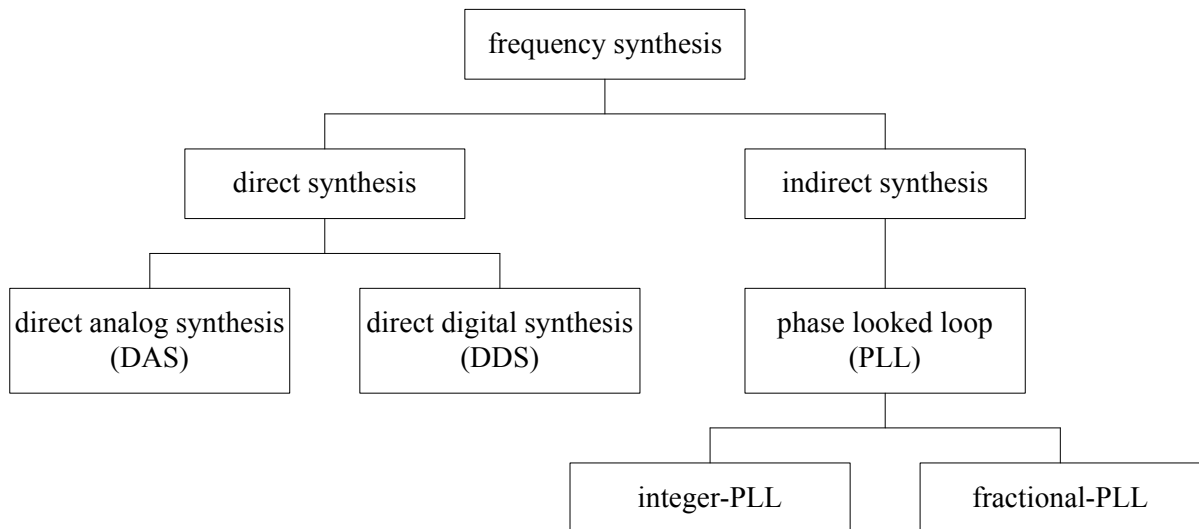 frequency synthesis
direct synthesis
indirect synthesis
direct analog synthesis
(DAS)
direct digital synthesis
(DDS)
phase looked loop
(PLL)
integer-PLL
fractional-PLL